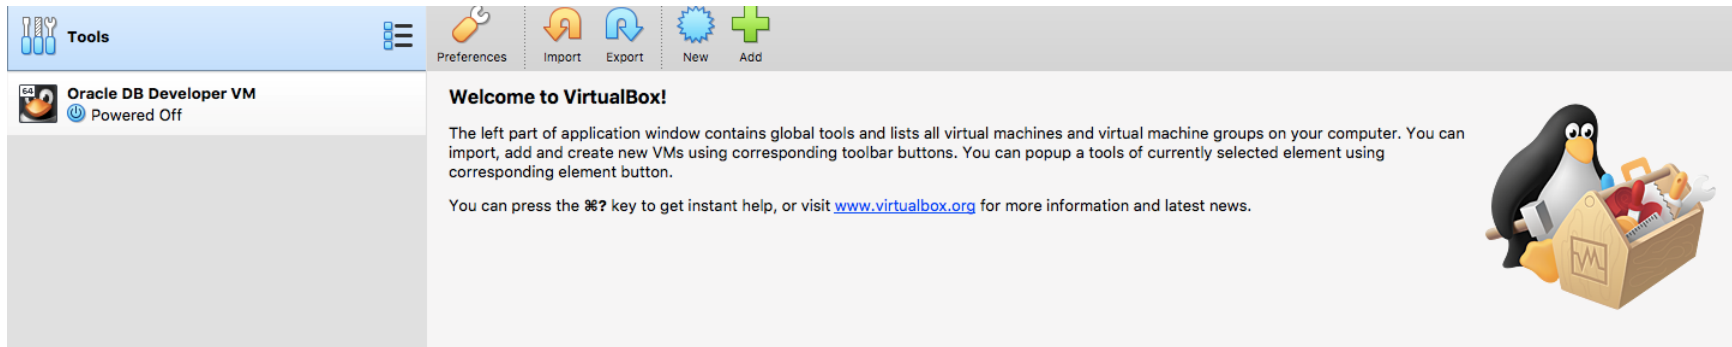 Tools
Preferences
Import
Export
New
Add
64
Oracle DB Developer VM
Powered Off
Welcome to VirtualBox!
The left part of application window contains global tools and lists all virtual machines and virtual machine groups on your computer. You can
import, add and create new VMs using corresponding toolbar buttons. You can popup a tools of currently selected element using
corresponding element button.
You can press the ⌘? key to get instant help, or visit www.virtualbox.org for more information and latest news.